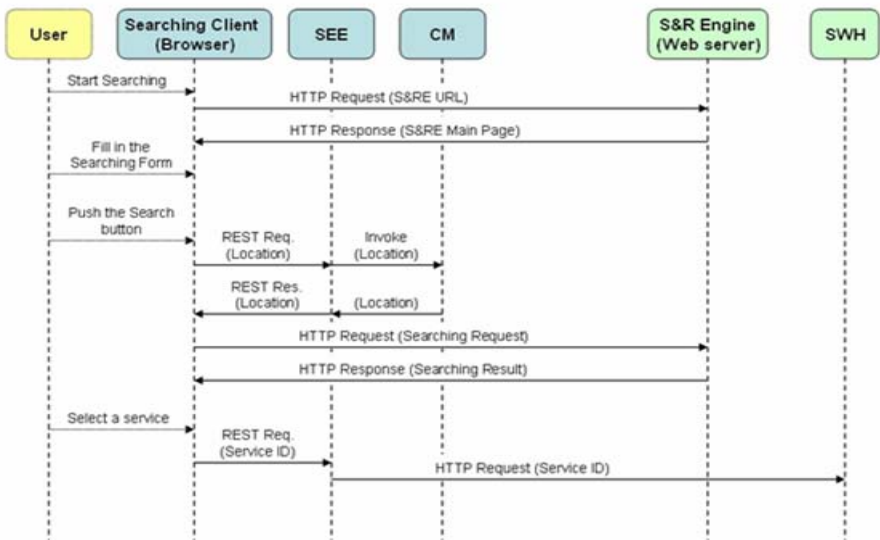 User
Searching Client
(Browser)
SEE
CM
S&R Engine
(Web server)
SWH
Start Searching
HTTP Request (S&RE URL)
HTTP Response (S&RE Main Page)
Fill in the
Searching Form
Push the Search
button
REST Req.
(Location)
Invoke
(Location)
REST Res.
(Location)
(Location)
HTTP Request (Searching Request)
HTTP Response (Searching Result)
Select a service
REST Req.
(Service ID)
HTTP Request (Service ID)